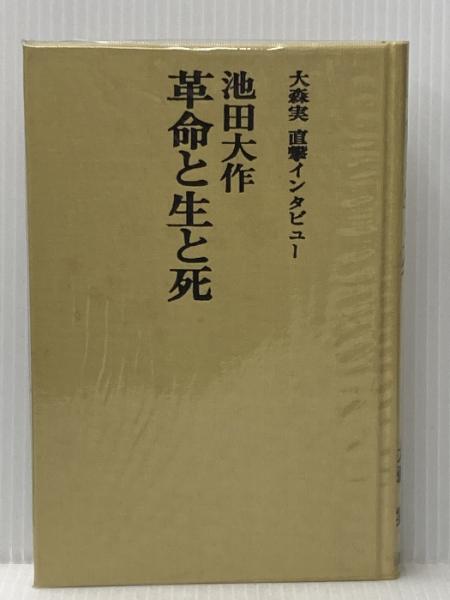 大森実 直撃インタビュー
池田大作
革命と生と死